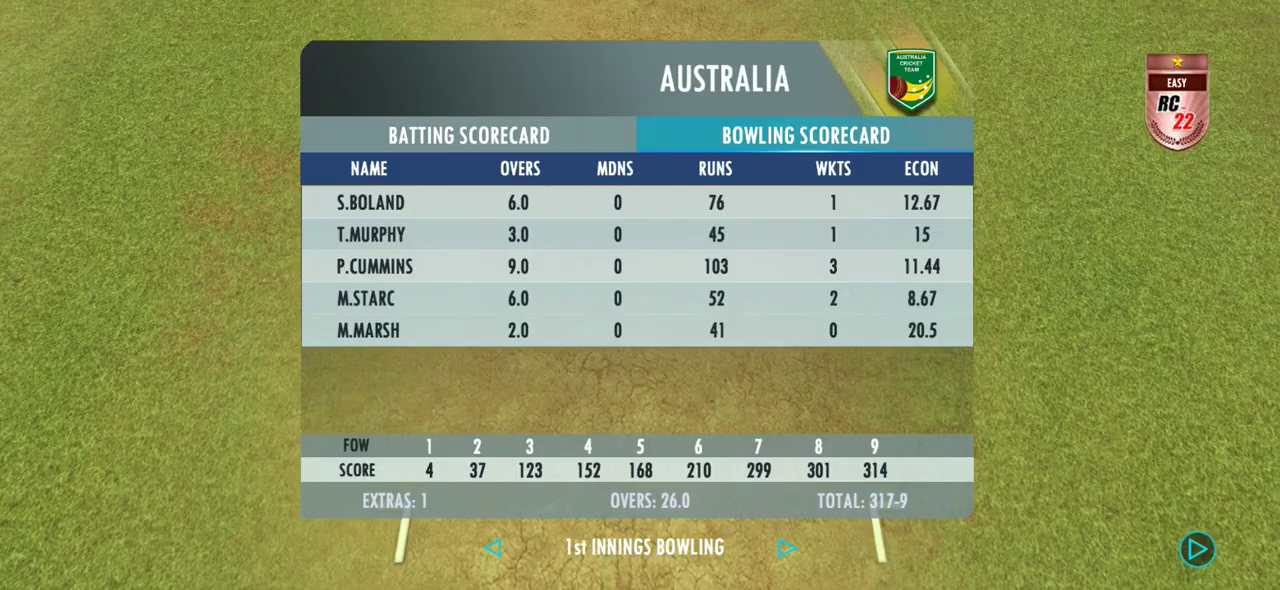 AUSTRALIA
AUSTRALIA
CRICKET
TEAM
EASY
RC
22
BATTING SCORECARD BOWLING SCORECARD
NAME OVERS MDNS RUNS WKTS ECON
S.BOLAND 6.0 0 76 1 12.67
T.MURPHY 3.0 0 45 1 15
P.CUMMINS 9.0 0 103 3 11.44
M.STARC 6.0 0 52 2 8.67
M.MARSH 2.0 0 41 0 20.5
FOW 1 2 3 4 5 6 7 8 9
SCORE 4 37 123 152 168 210 299 301 314
EXTRAS: 1 OVERS: 26.0 TOTAL: 317-9
1st INNINGS BOWLING